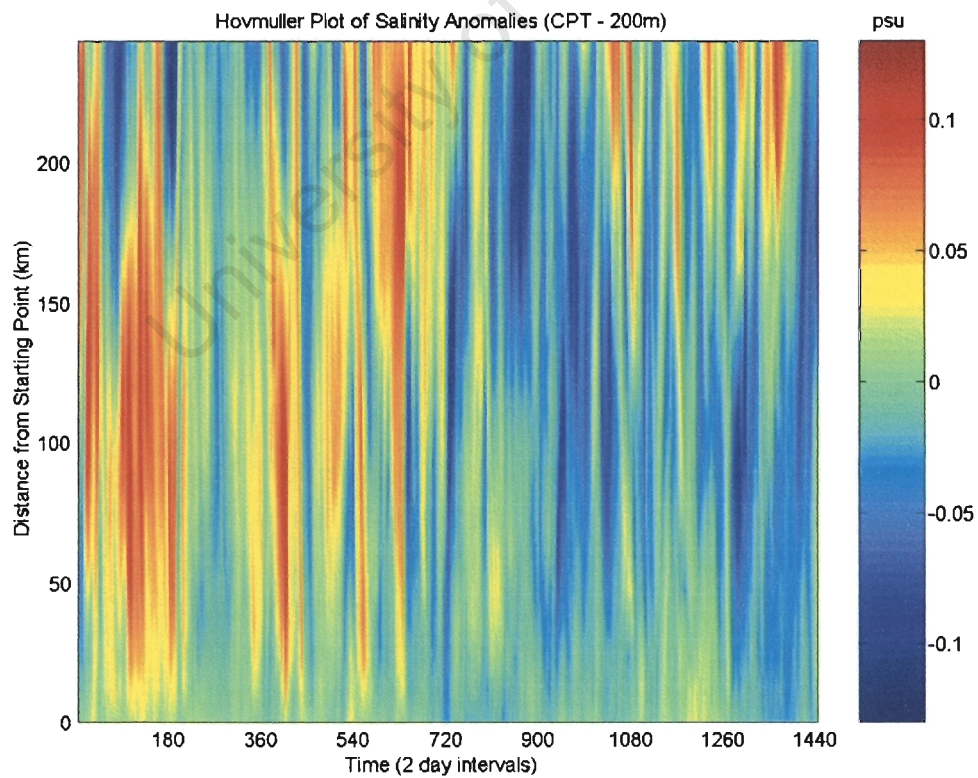 Hovmuller Plot of Salinity Anomalies (CPT - 200m)
psu
Distance from Starting Point (km)
200
150
100
50
0
180 360 540 720 900 1080 1260 1440
Time (2 day intervals)
0.1
0.05
0
-0.05
-0.1
University of